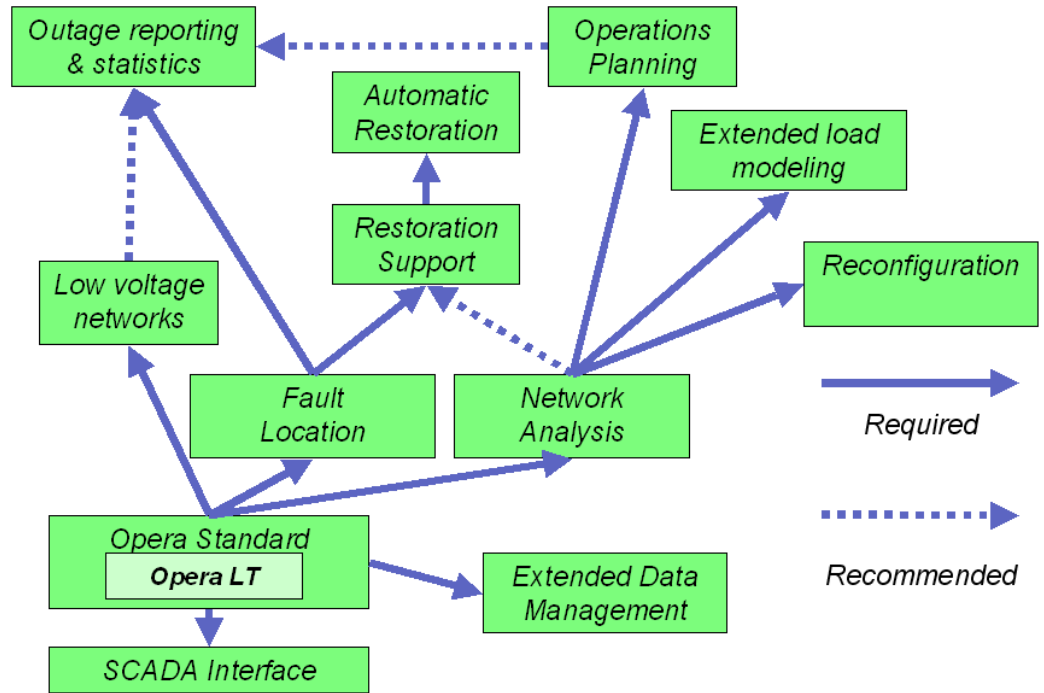 Outage reporting
& statistics
Operations
Planning
Automatic
Restoration
Extended load
modeling
Restoration
Support
Reconfiguration
Low voltage
networks
Fault
Location
Network
Analysis
Required
Opera Standard
Opera LT
Extended Data
Management
Recommended
SCADA Interface